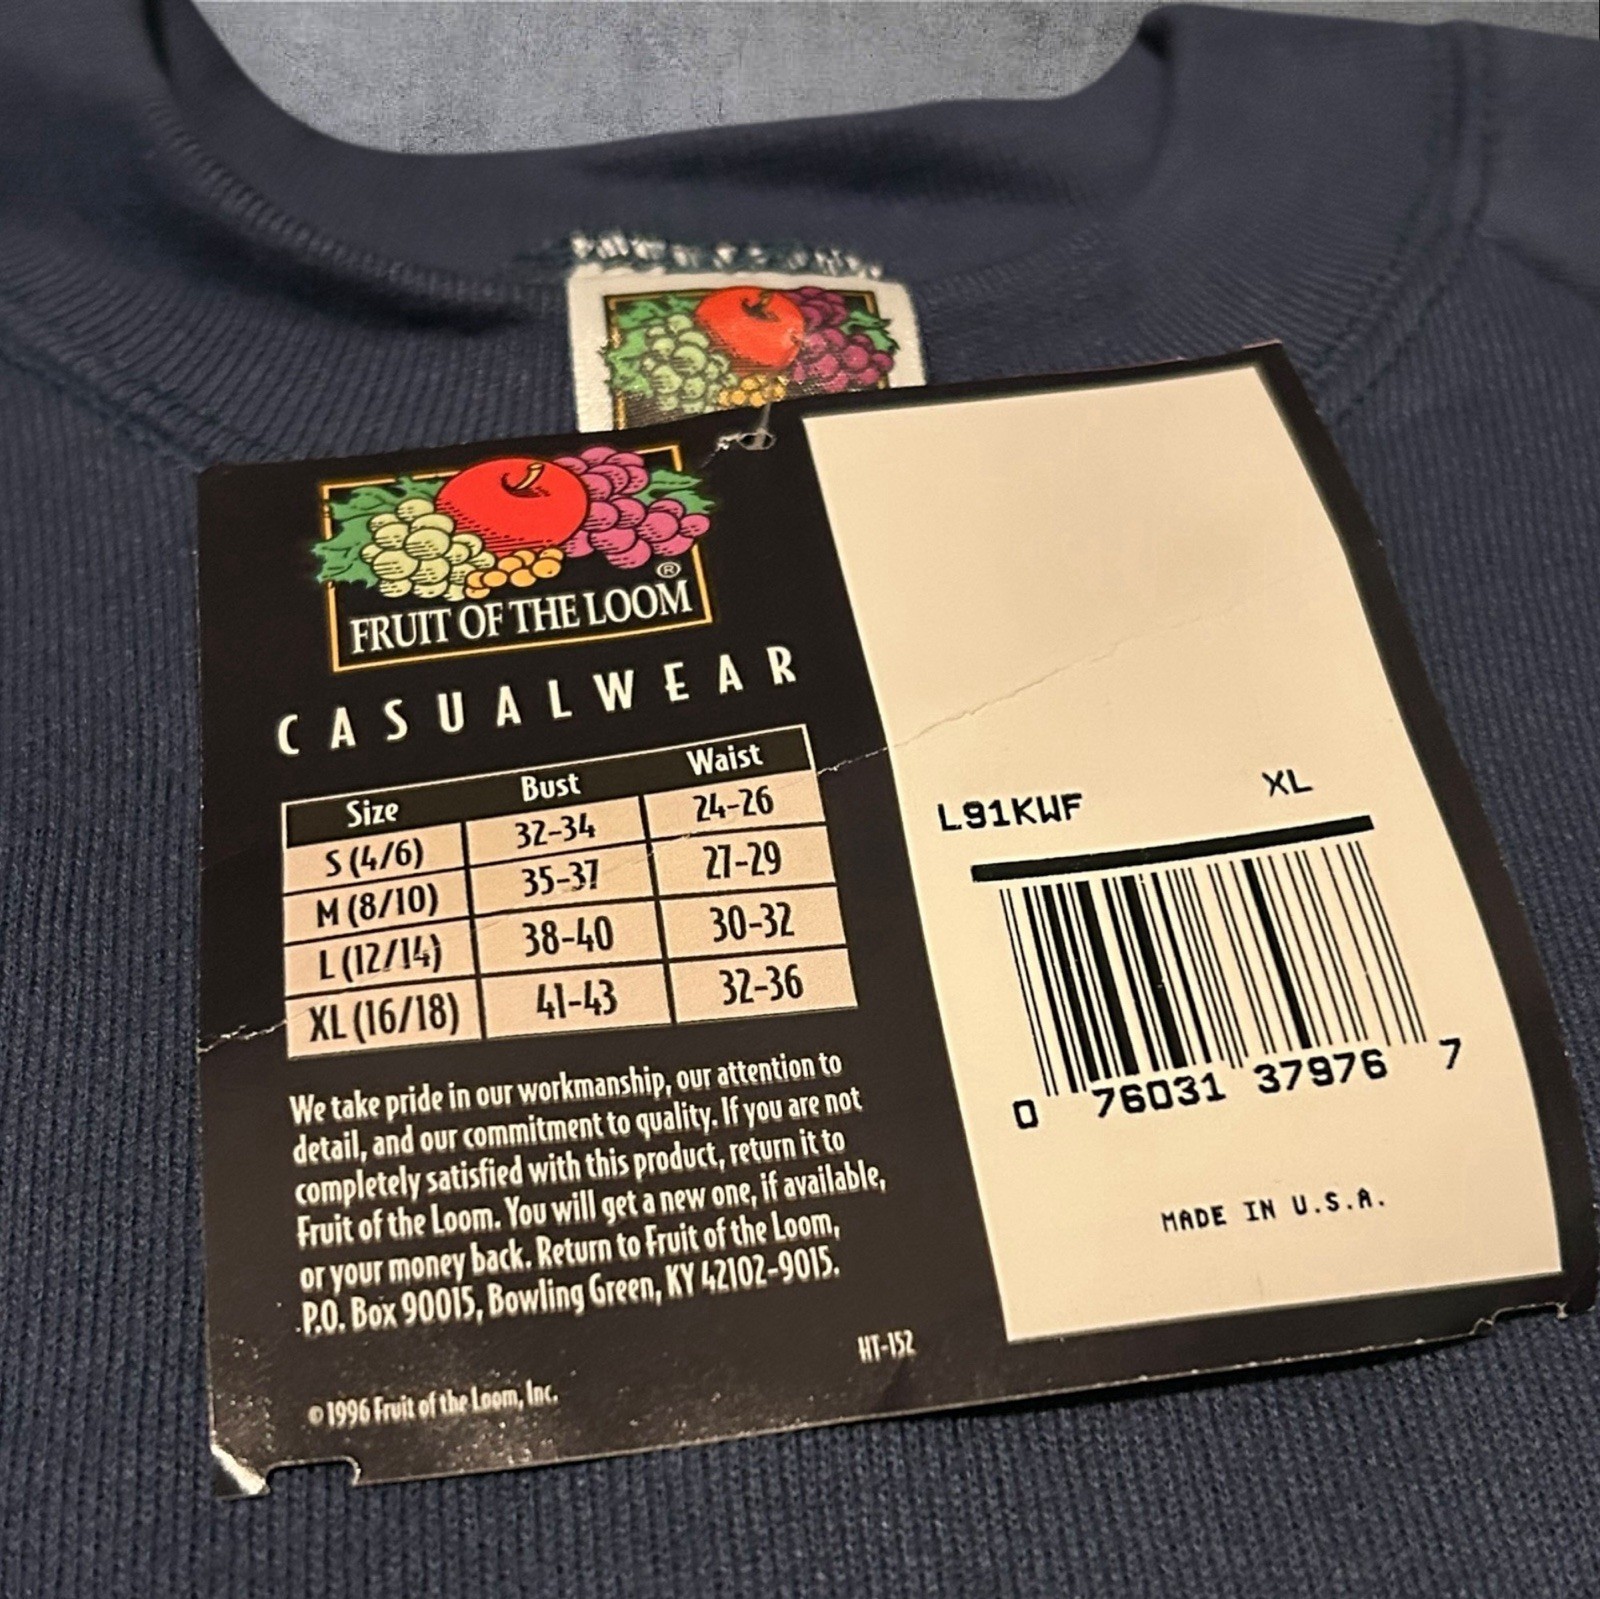 FRUIT OF THE LOOM ®
CASUALWEAR
Size Bust Waist
S (4/6) 32-34 24-26
M (8/10) 35-37 27-29
L (12/14) 38-40 30-32
XL (16/18) 41-43 32-36
We take pride in our workmanship, our attention to
detail, and our commitment to quality. If you are not
completely satisfied with this product, return it to
Fruit of the Loom. You will get a new one, if available,
or your money back. Return to Fruit of the Loom,
P.O. Box 90015, Bowling Green, KY 42102-9015.
HT-152
© 1996 Fruit of the Loom, Inc.
L91KWF XL
0 76031 37976 7
MADE IN U.S.A.